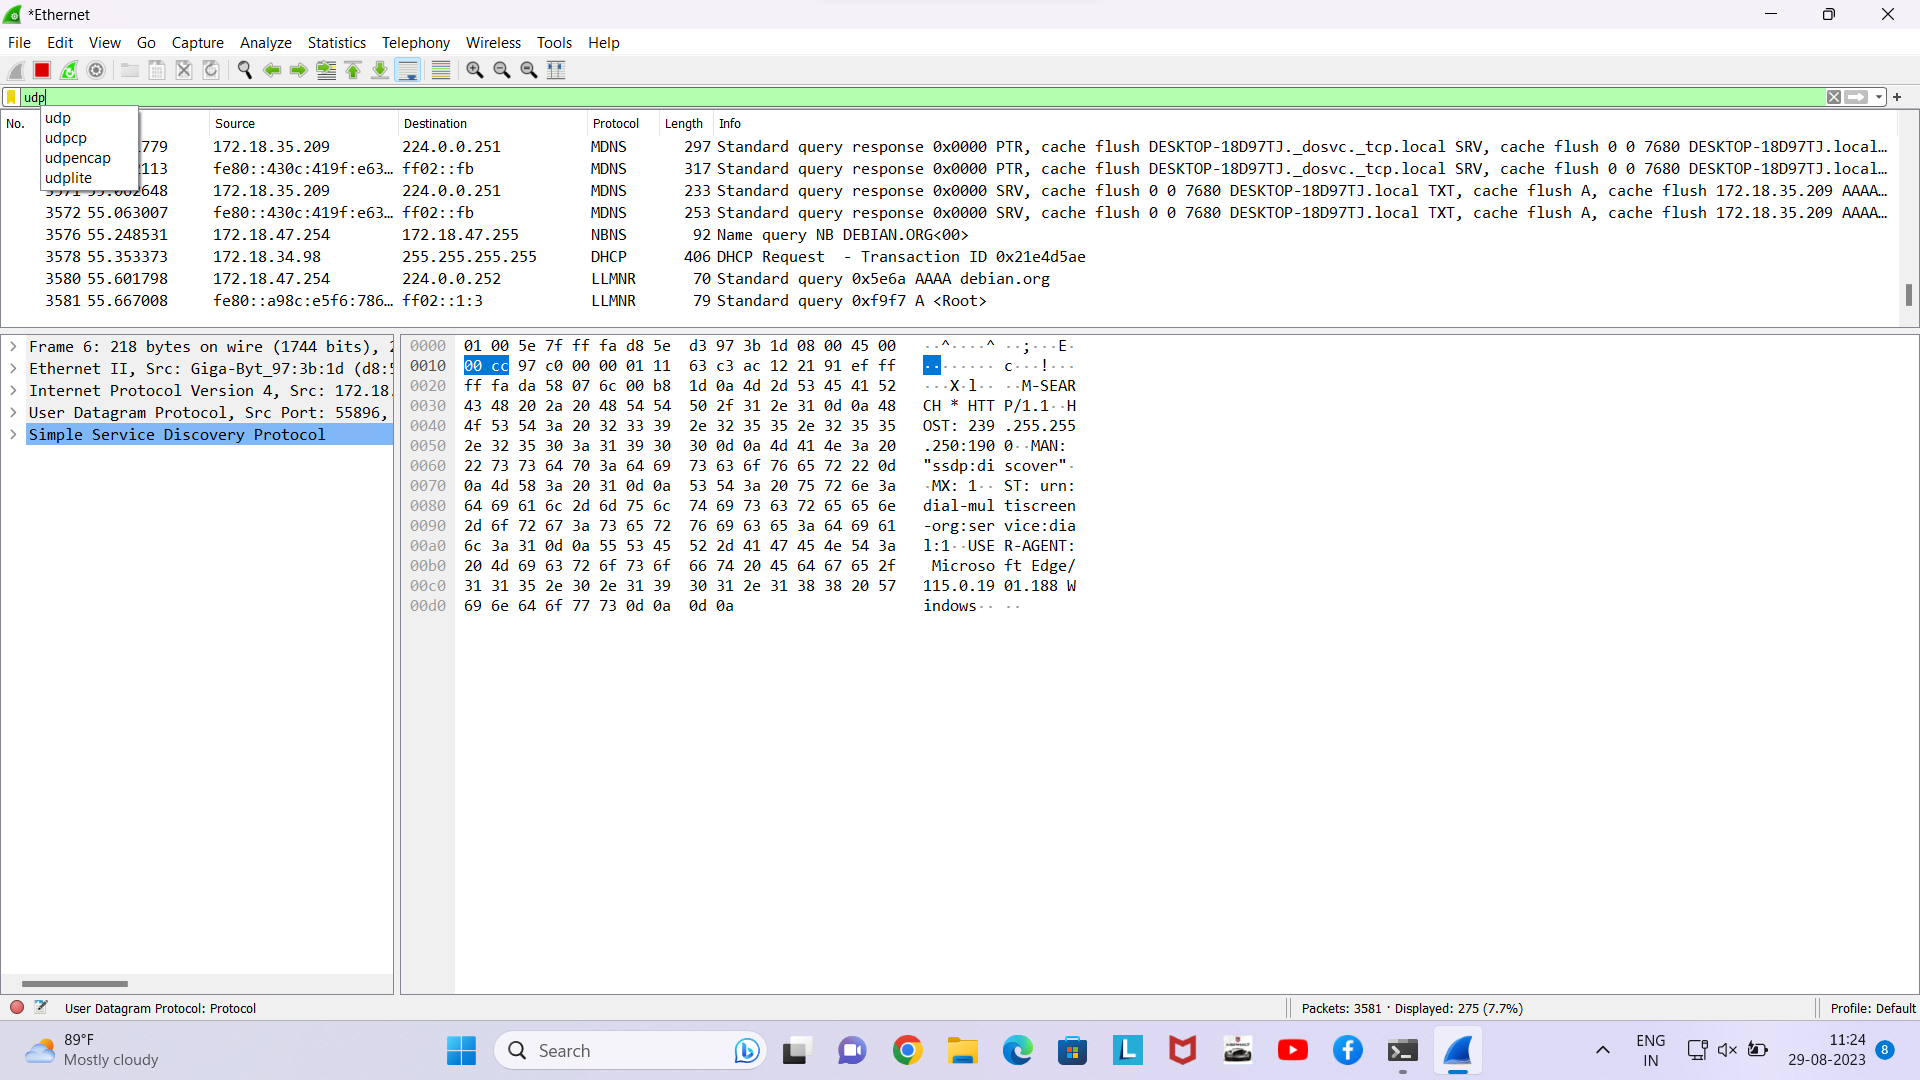 *Ethernet
File Edit View Go Capture Analyze Statistics Telephony Wireless Tools Help
udp
udp
udpcp
udpencap
udplite
No. Source Destination Protocol Length Info
779 172.18.35.209 224.0.0.251 MDNS 297 Standard query response 0x0000 PTR, cache flush DESKTOP-18D97TJ._dosvc._tcp.local SRV, cache flush 0 0 7680 DESKTOP-18D97TJ.local…
113 fe80::430c:419f:e63… ff02::fb MDNS 317 Standard query response 0x0000 PTR, cache flush DESKTOP-18D97TJ._dosvc._tcp.local SRV, cache flush 0 0 7680 DESKTOP-18D97TJ.local…
3571 55.062648 172.18.35.209 224.0.0.251 MDNS 233 Standard query response 0x0000 SRV, cache flush 0 0 7680 DESKTOP-18D97TJ.local TXT, cache flush A, cache flush 172.18.35.209 AAAA…
3572 55.063007 fe80::430c:419f:e63… ff02::fb MDNS 253 Standard query response 0x0000 SRV, cache flush 0 0 7680 DESKTOP-18D97TJ.local TXT, cache flush A, cache flush 172.18.35.209 AAAA…
3576 55.248531 172.18.47.254 172.18.47.255 NBNS 92 Name query NB DEBIAN.ORG<00>
3578 55.353373 172.18.34.98 255.255.255.255 DHCP 406 DHCP Request  - Transaction ID 0x21e4d5ae
3580 55.601798 172.18.47.254 224.0.0.252 LLMNR 70 Standard query 0x5e6a AAAA debian.org
3581 55.667008 fe80::a98c:e5f6:786… ff02::1:3 LLMNR 79 Standard query 0xf9f7 A <Root>
Frame 6: 218 bytes on wire (1744 bits), 2
Ethernet II, Src: Giga-Byt_97:3b:1d (d8:5
Internet Protocol Version 4, Src: 172.18.
User Datagram Protocol, Src Port: 55896,
Simple Service Discovery Protocol
0000 01 00 5e 7f ff fa d8 5e d3 97 3b 1d 08 00 45 00 ··^····^ ··;···E·
0010 00 cc 97 c0 00 00 01 11 63 c3 ac 12 21 91 ef ff ········ c···!···
0020 ff fa da 58 07 6c 00 b8 1d 0a 4d 2d 53 45 41 52 ···X·l·· ··M-SEAR
0030 43 48 20 2a 20 48 54 54 50 2f 31 2e 31 0d 0a 48 CH * HTT P/1.1··H
0040 4f 53 54 3a 20 32 33 39 2e 32 35 35 2e 32 35 35 OST: 239 .255.255
0050 2e 32 35 30 3a 31 39 30 30 0d 0a 4d 41 4e 3a 20 .250:190 0··MAN:
0060 22 73 73 64 70 3a 64 69 73 63 6f 76 65 72 22 0d "ssdp:di scover"·
0070 0a 4d 58 3a 20 31 0d 0a 53 54 3a 20 75 72 6e 3a ·MX: 1·· ST: urn:
0080 64 69 61 6c 2d 6d 75 6c 74 69 73 63 72 65 65 6e dial-mul tiscreen
0090 2d 6f 72 67 3a 73 65 72 76 69 63 65 3a 64 69 61 -org:ser vice:dia
00a0 6c 3a 31 0d 0a 55 53 45 52 2d 41 47 45 4e 54 3a l:1··USE R-AGENT:
00b0 20 4d 69 63 72 6f 73 6f 66 74 20 45 64 67 65 2f Microso ft Edge/
00c0 31 31 35 2e 30 2e 31 39 30 31 2e 31 38 38 20 57 115.0.19 01.188 W
00d0 69 6e 64 6f 77 73 0d 0a 0d 0a indows·· ··
User Datagram Protocol: Protocol
Packets: 3581 · Displayed: 275 (7.7%)
Profile: Default
89°F
Mostly cloudy
Search
ENG
IN
11:24
29-08-2023
8